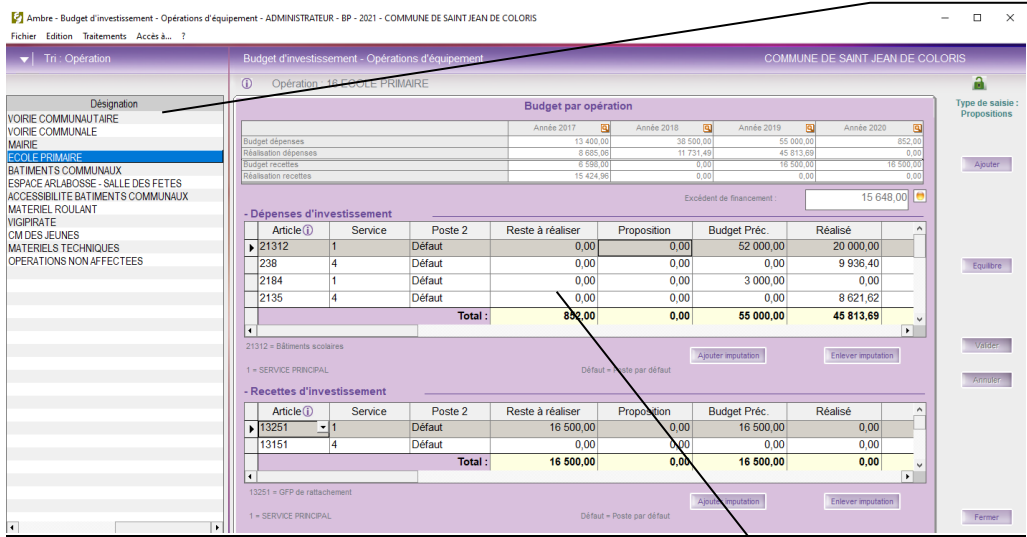 Ambre - Budget d'investissement - Opérations d'équipement - ADMINISTRATEUR - BP - 2021 - COMMUNE DE SAINT JEAN DE COLORIS
Fichier Edition Traitements Accès à... ?
Tri : Opération
Budget d'investissement - Opérations d'équipement COMMUNE DE SAINT JEAN DE COLORIS
Opération : 16 ECOLE PRIMAIRE
Type de saisie :
Propositions
Désignation
VOIRIE COMMUNAUTAIRE
VOIRIE COMMUNALE
MAIRIE
ECOLE PRIMAIRE
BATIMENTS COMMUNAUX
ESPACE ARLABOSSE - SALLE DES FETES
ACCESSIBILITE BATIMENTS COMMUNAUX
MATERIEL ROULANT
VIGIPIRATE
CM DES JEUNES
MATERIELS TECHNIQUES
OPERATIONS NON AFFECTEES
Budget par opération
Année 2017 Année 2018 Année 2019 Année 2020
Budget dépenses 13 400,00 38 500,00 55 000,00 852,00
Réalisation dépenses 8 685,06 11 731,49 45 813,69 0,00
Budget recettes 6 598,00 0,00 16 500,00 16 500,00
Réalisation recettes 15 424,96 0,00 0,00 0,00
Excédent de financement : 15 648,00
- Dépenses d'investissement
Article Service Poste 2 Reste à réaliser Proposition Budget Préc. Réalisé
21312 1 Défaut 0,00 0,00 52 000,00 20 000,00
238 4 Défaut 0,00 0,00 0,00 9 936,40
2184 1 Défaut 0,00 0,00 3 000,00 0,00
2135 4 Défaut 0,00 0,00 0,00 8 621,62
Total : 852,00 0,00 55 000,00 45 813,69
21312 = Bâtiments scolaires
Ajouter imputation Enlever imputation
1 = SERVICE PRINCIPAL Défaut = Poste par défaut
- Recettes d'investissement
Article Service Poste 2 Reste à réaliser Proposition Budget Préc. Réalisé
13251 1 Défaut 16 500,00 0,00 16 500,00 0,00
13151 4 Défaut 0,00 0,00 0,00 0,00
Total : 16 500,00 0,00 16 500,00 0,00
13251 = GFP de rattachement
Ajouter imputation Enlever imputation
1 = SERVICE PRINCIPAL Défaut = Poste par défaut
Ajouter
Equilibre
Valider
Annuler
Fermer